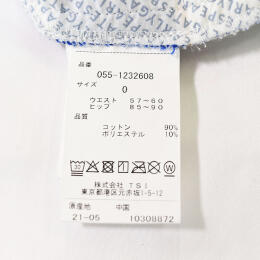 品番
055-1232608
サイズ
0
ウエスト 57〜60
ヒップ 85〜90
品質
コットン 90%
ポリエステル 10%
株式会社 TSI
東京都港区元赤坂1-5-12
原産地 中国
21-05 10308872